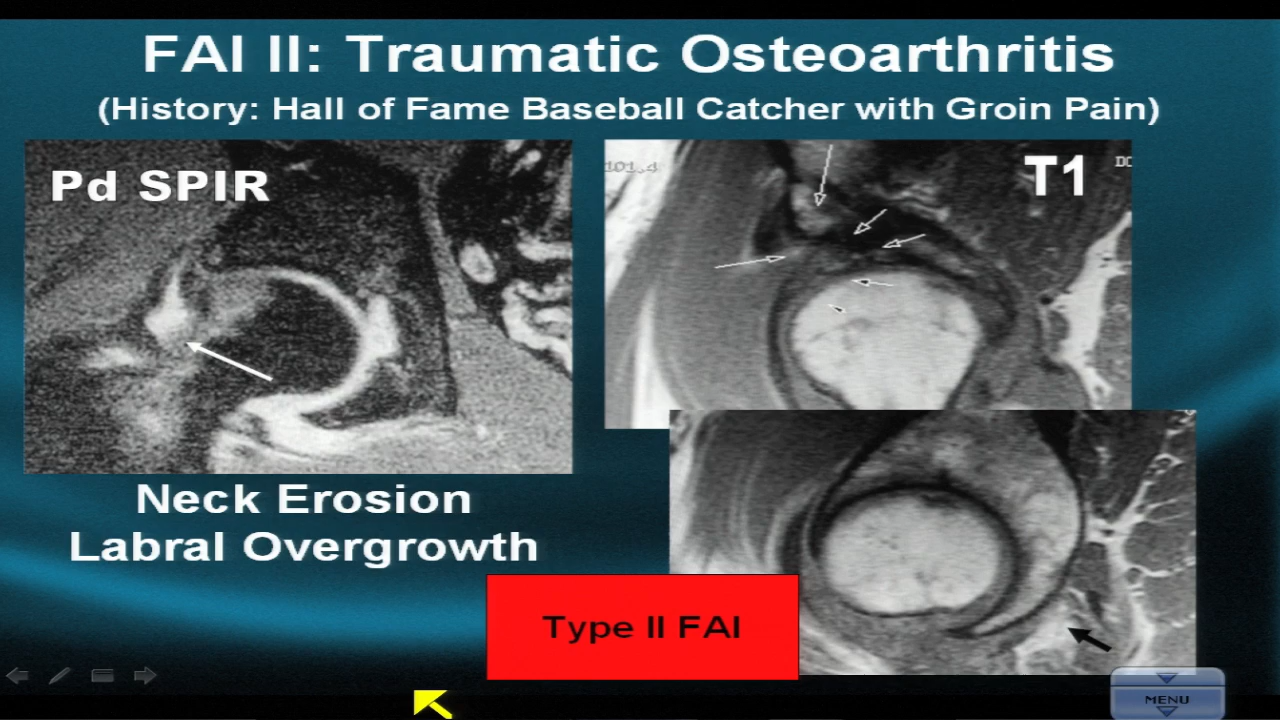 FAI II: Traumatic Osteoarthritis
(History: Hall of Fame Baseball Catcher with Groin Pain)
Pd SPIR
101.4
T1
Neck Erosion
Labral Overgrowth
Type II FAI
MENU